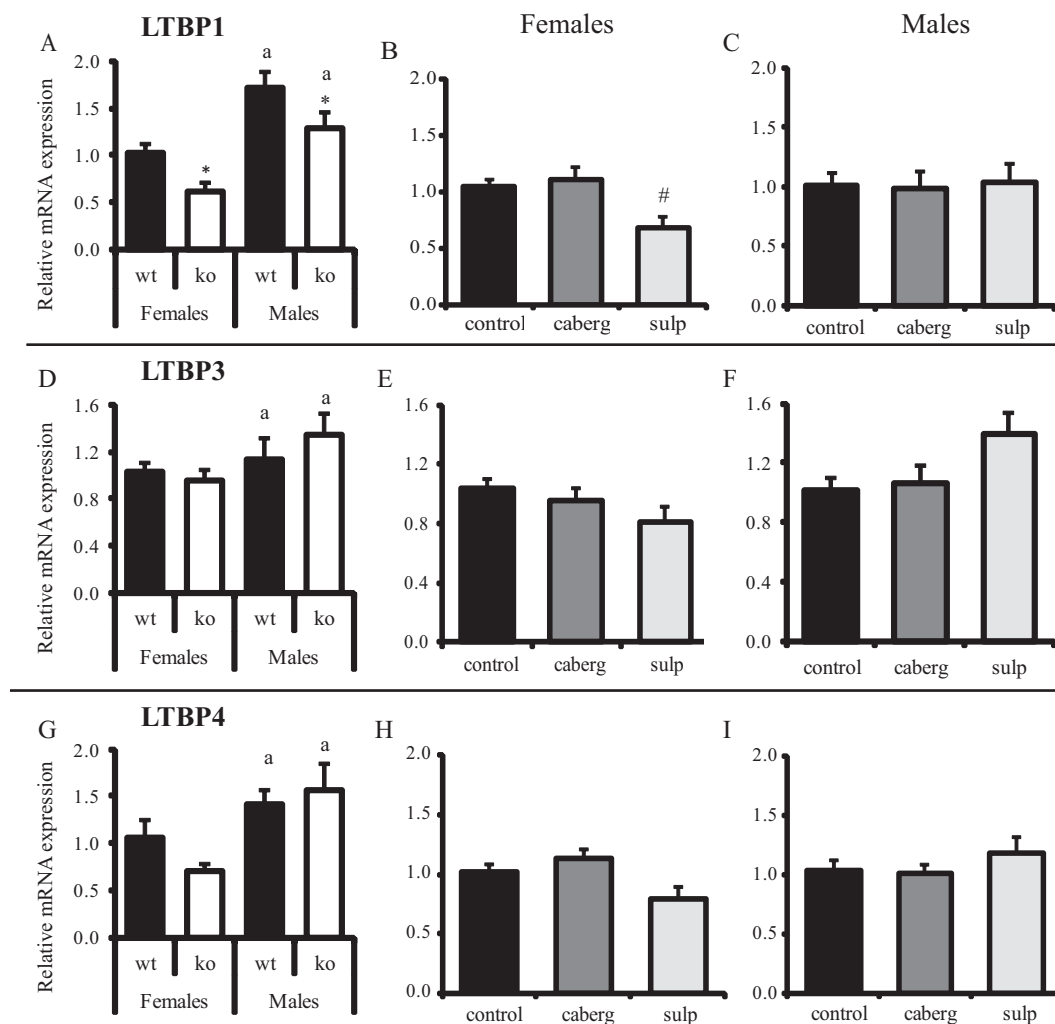 Females
Males
A
LTBP1
B
C
Relative mRNA expression
2.0
1.5
1.0
0.5
0.0
a
a
*
*
wt
ko
wt
ko
Females
Males
2.0
1.5
1.0
0.5
0.0
#
control
caberg
sulp
2.0
1.5
1.0
0.5
0.0
control
caberg
sulp
D
LTBP3
E
F
Relative mRNA expression
1.6
1.2
0.8
0.4
0.0
a
a
wt
ko
wt
ko
Females
Males
1.6
1.2
0.8
0.4
0.0
control
caberg
sulp
1.6
1.2
0.8
0.4
0.0
control
caberg
sulp
G
LTBP4
H
I
Relative mRNA expression
2.0
1.5
1.0
0.5
0.0
a
a
wt
ko
wt
ko
Females
Males
2.0
1.5
1.0
0.5
0.0
control
caberg
sulp
2.0
1.5
1.0
0.5
0.0
control
caberg
sulp